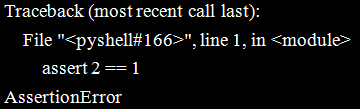 Traceback (most recent call last):
File "<pyshell#166>", line 1, in <module>
assert 2 == 1
AssertionError